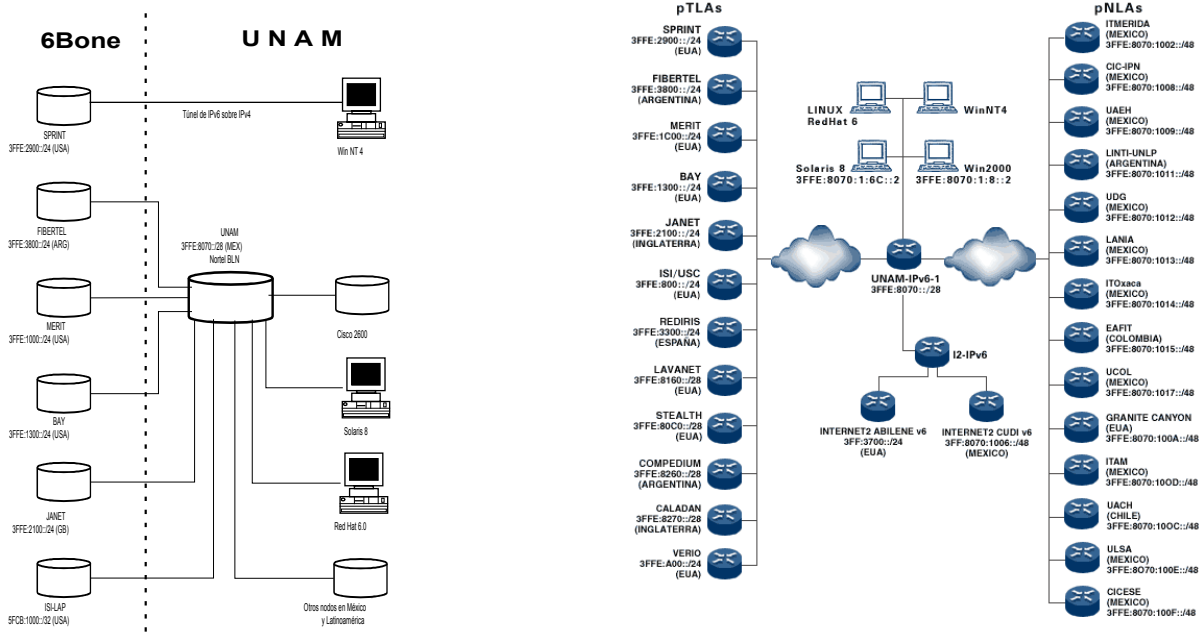 6Bone
UNAM
Túnel de IPv6 sobre IPv4
SPRINT
3FFE:2900::/24 (USA)
Win NT 4
FIBERTEL
3FFE:3800::/24 (ARG)
UNAM
3FFE:8070::/28 (MEX)
Nortel BLN
MERIT
3FFE:1000::/24 (USA)
Cisco 2600
BAY
3FFE:1300::/24 (USA)
Solaris 8
JANET
3FFE:2100::/24 (GB)
Red Hat 6.0
ISI-LAP
5FCB:1000::/32 (USA)
Otros nodos en México
y Latinoamérica
pTLAs
SPRINT
3FFE:2900::/24
(EUA)
FIBERTEL
3FFE:3800::/24
(ARGENTINA)
MERIT
3FFE:1C00::/24
(EUA)
BAY
3FFE:1300::/24
(EUA)
JANET
3FFE:2100::/24
(INGLATERRA)
ISI/USC
3FFE:800::/24
(EUA)
REDIRIS
3FFE:3300::/24
(ESPAÑA)
LAVANET
3FFE:8160::/28
(EUA)
STEALTH
3FFE:80C0::/28
(EUA)
COMPEDIUM
3FFE:8260::/28
(ARGENTINA)
CALADAN
3FFE:8270::/28
(INGLATERRA)
VERIO
3FFE:A00::/24
(EUA)
LINUX
RedHat 6
WinNT4
Solaris 8
3FFE:8070:1:6C::2
Win2000
3FFE:8070:1:8::2
UNAM-IPv6-1
3FFE:8070::/28
I2-IPv6
INTERNET2 ABILENE v6
3FF:3700::/24
(EUA)
INTERNET2 CUDI v6
3FF:8070:1006::/48
(MEXICO)
pNLAs
ITMERIDA
(MEXICO)
3FFE:8070:1002::/48
CIC-IPN
(MEXICO)
3FFE:8070:1008::/48
UAEH
(MEXICO)
3FFE:8070:1009::/48
LINTI-UNLP
(ARGENTINA)
3FFE:8070:1011::/48
UDG
(MEXICO)
3FFE:8070:1012::/48
LANIA
(MEXICO)
3FFE:8070:1013::/48
ITOxaca
(MEXICO)
3FFE:8070:1014::/48
EAFIT
(COLOMBIA)
3FFE:8070:1015::/48
UCOL
(MEXICO)
3FFE:8070:1017::/48
GRANITE CANYON
(EUA)
3FFE:8070:100A::/48
ITAM
(MEXICO)
3FFE:8070:10OD::/48
UACH
(CHILE)
3FFE:8070:10OC::/48
ULSA
(MEXICO)
3FFE:8O70:100E::/48
CICESE
(MEXICO)
3FFE:8070:100F::/48